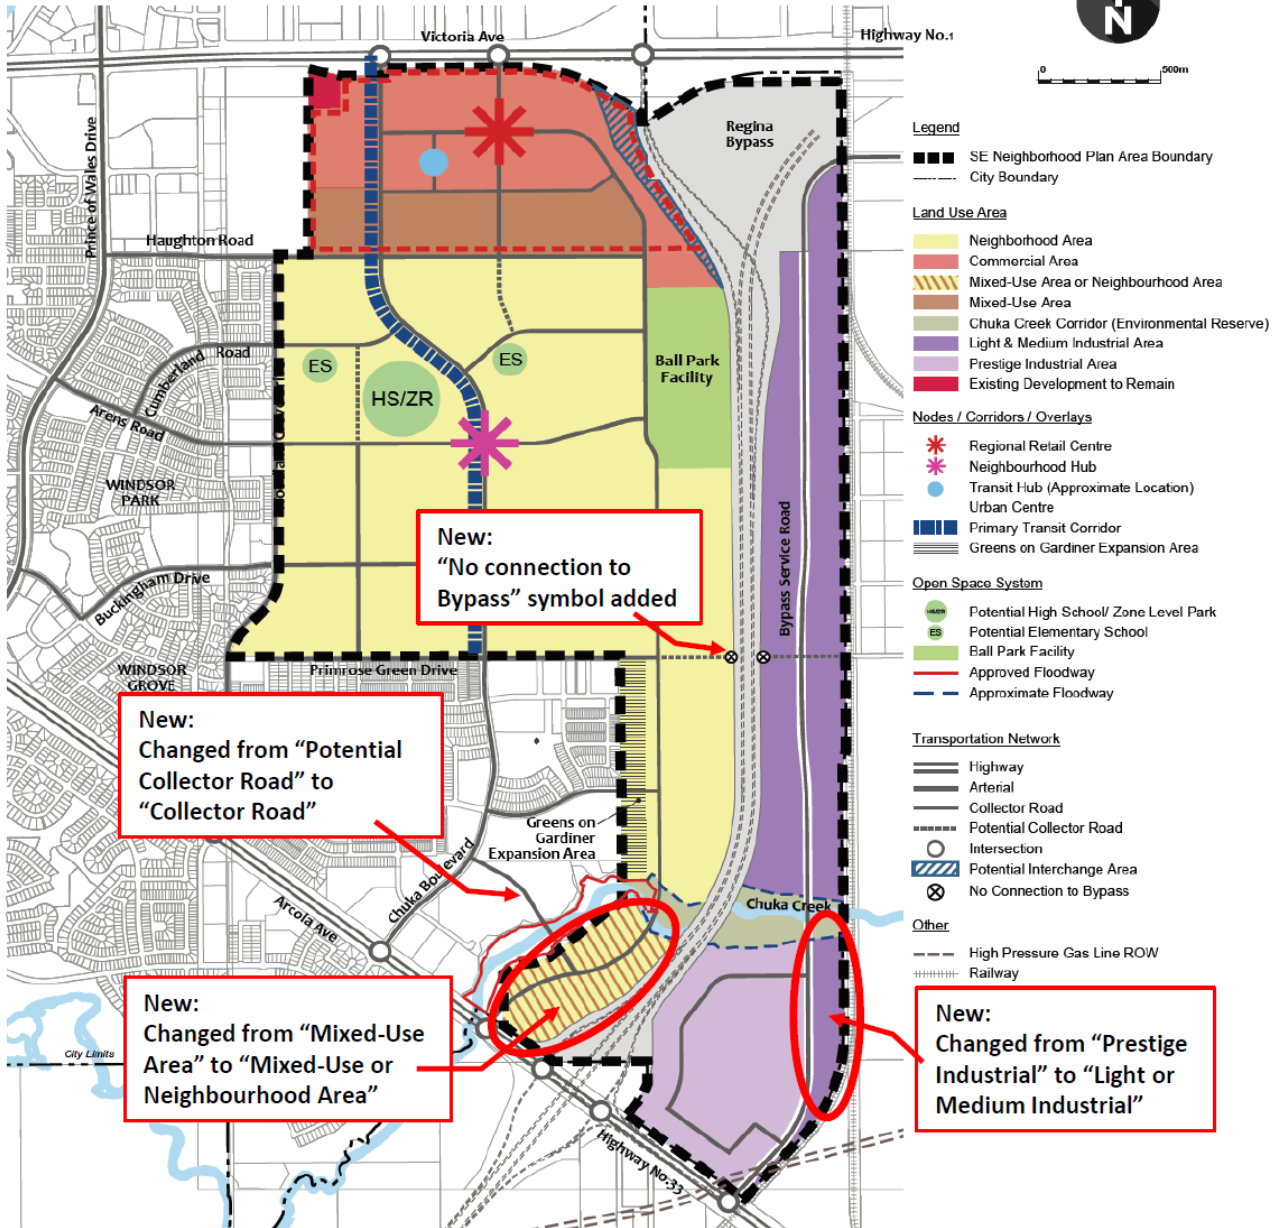 Victoria Ave
Highway No.1
N
0 500m
Regina
Bypass
Prince of Wales Drive
Haughton Road
Cumberland Road
Arens Road
WINDSOR
PARK
ES
HS/ZR
ES
Ball Park
Facility
Bypass Service Road
Buckingham Drive
WINDSOR
GROVE
Primrose Green Drive
New:
"No connection to
Bypass" symbol added
New:
Changed from "Potential
Collector Road" to
"Collector Road"
Greens on
Gardiner
Expansion Area
Chuka Boulevard
Arcola Ave
Chuka Creek
New:
Changed from "Mixed-Use
Area" to "Mixed-Use or
Neighbourhood Area"
City Limits
Highway No.33
New:
Changed from "Prestige
Industrial" to "Light or
Medium Industrial"
Legend
SE Neighborhood Plan Area Boundary
City Boundary
Land Use Area
Neighborhood Area
Commercial Area
Mixed-Use Area or Neighbourhood Area
Mixed-Use Area
Chuka Creek Corridor (Environmental Reserve)
Light & Medium Industrial Area
Prestige Industrial Area
Existing Development to Remain
Nodes / Corridors / Overlays
Regional Retail Centre
Neighbourhood Hub
Transit Hub (Approximate Location)
Urban Centre
Primary Transit Corridor
Greens on Gardiner Expansion Area
Open Space System
HS/ZR Potential High School/ Zone Level Park
ES Potential Elementary School
Ball Park Facility
Approved Floodway
Approximate Floodway
Transportation Network
Highway
Arterial
Collector Road
Potential Collector Road
Intersection
Potential Interchange Area
No Connection to Bypass
Other
High Pressure Gas Line ROW
Railway